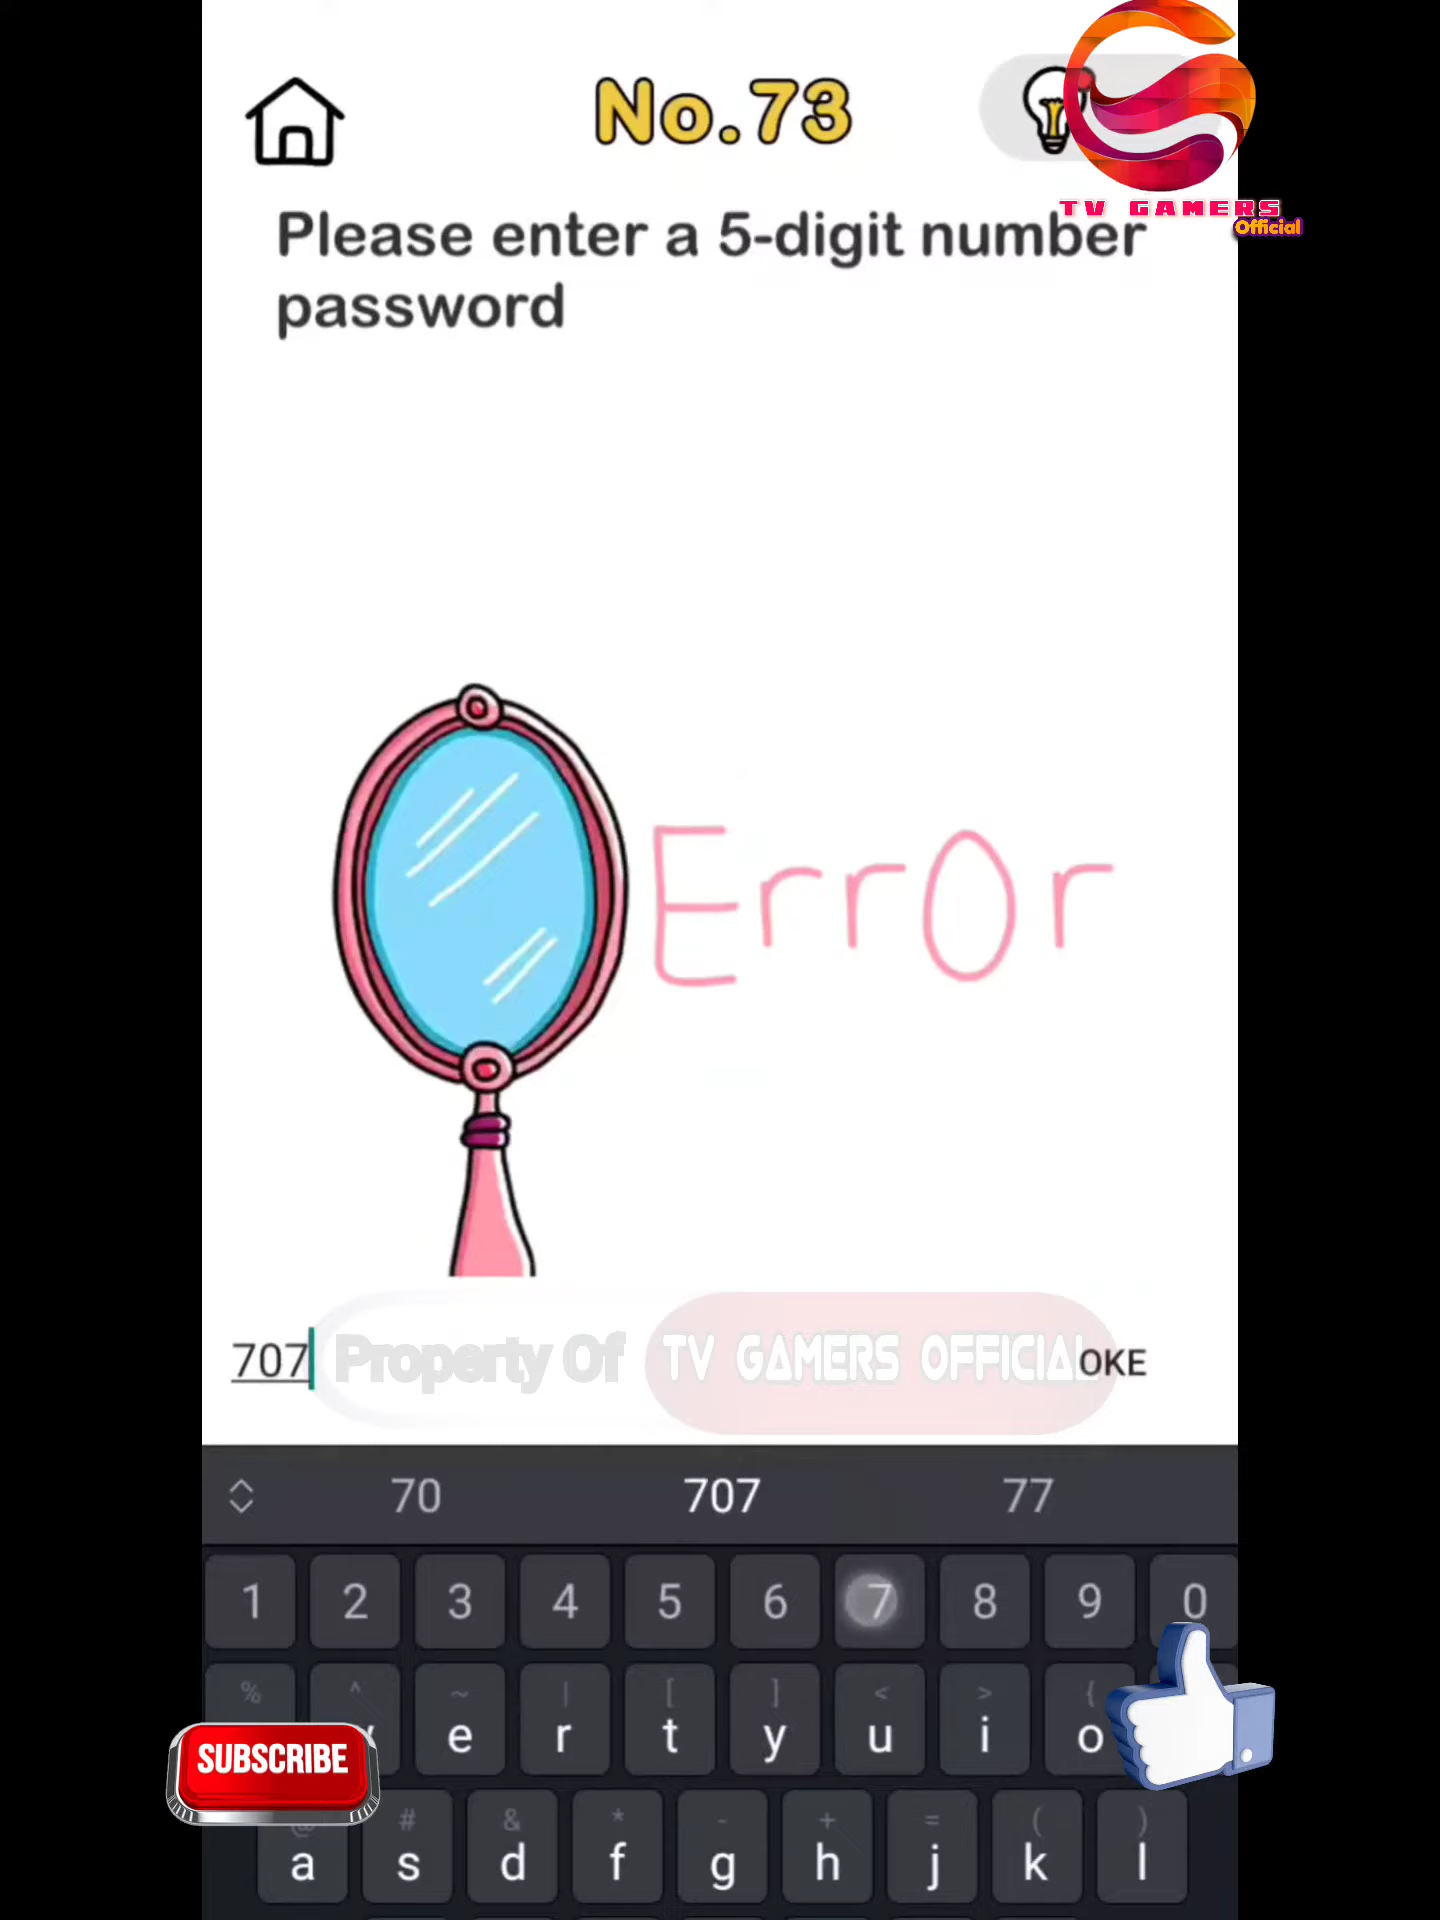 No.73
TV GAMERS
Official
Please enter a 5-digit number
password
ErrOr
707
Property Of TV GAMERS OFFICIAL
OKE
70 707 77
1 2 3 4 5 6 7 8 9 0
% ^ ~ | [ ] < > {
e r t y u i o
SUBSCRIBE
@ # & * - + = ( )
a s d f g h j k l